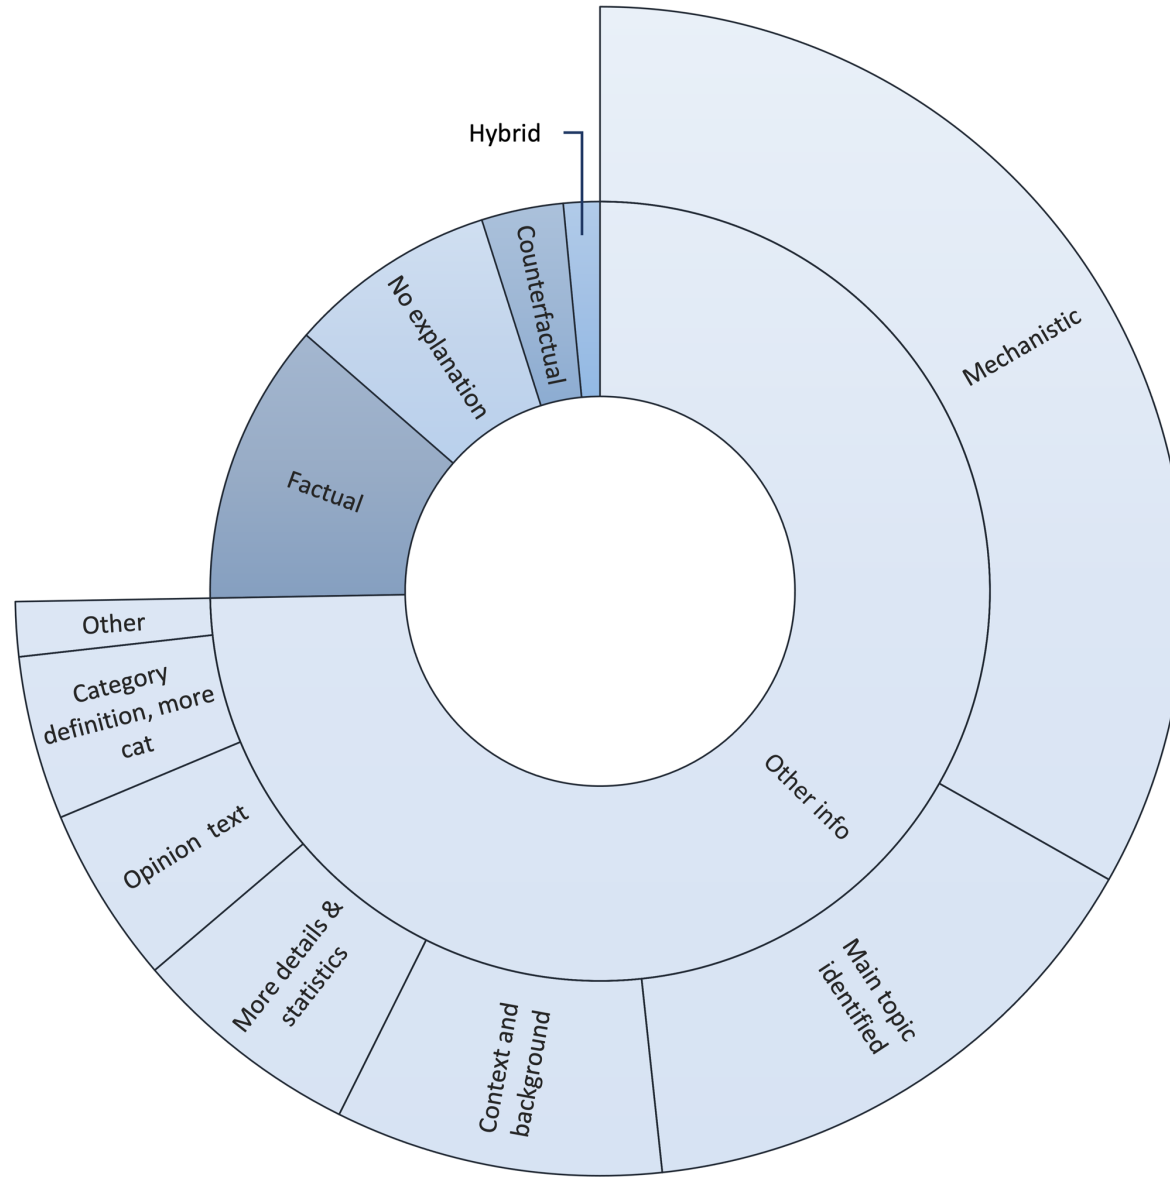 Hybrid
Counterfactual
No explanation
Mechanistic
Factual
Other
Category
definition, more
cat
Other info
Opinion text
More details &
statistics
Main topic
identified
Context and
background